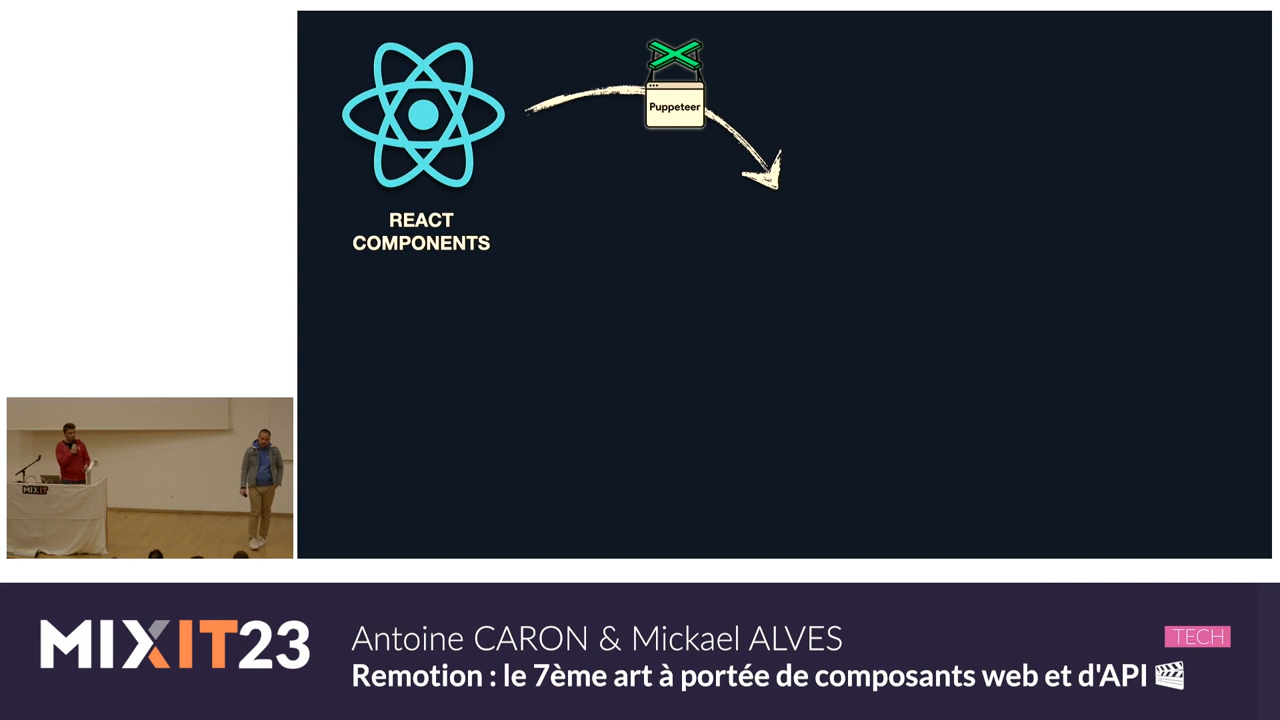 Puppeteer
REACT
COMPONENTS
MIXIT
MIXIT23
Antoine CARON & Mickael ALVES
TECH
Remotion : le 7ème art à portée de composants web et d'API